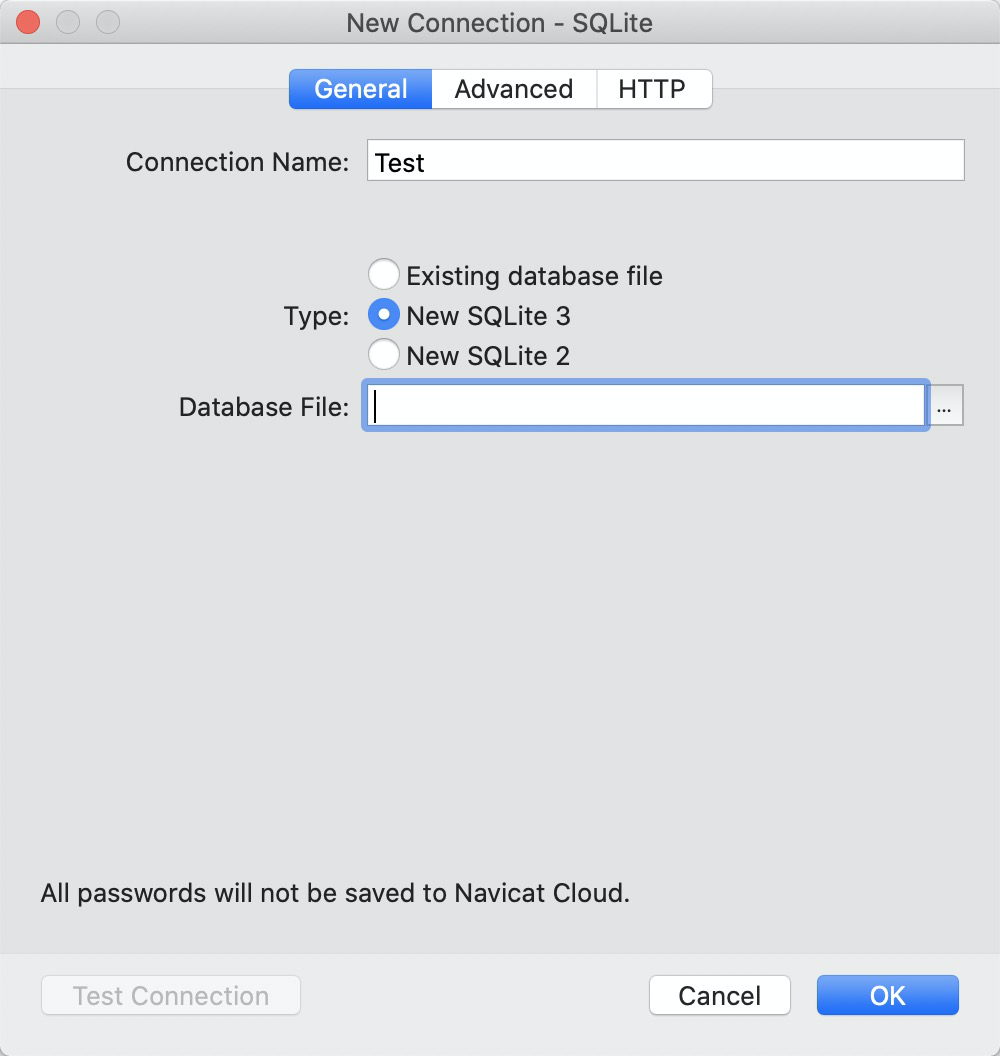 New Connection - SQLite
General Advanced HTTP
Connection Name: Test
Existing database file
Type: New SQLite 3
New SQLite 2
Database File: ...
All passwords will not be saved to Navicat Cloud.
Test Connection Cancel OK